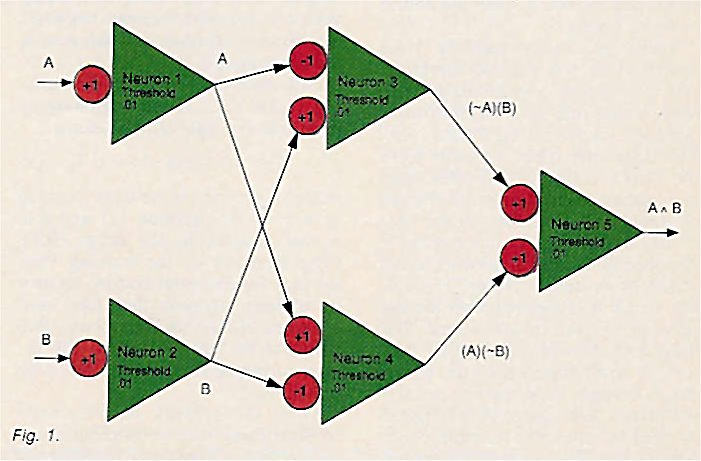 A
+1
Neuron 1
Threshold
.01
A
-1
+1
Neuron 3
Threshold
.01
(~A)(B)
+1
+1
Neuron 5
Threshold
.01
A ∧ B
B
+1
Neuron 2
Threshold
.01
B
+1
-1
Neuron 4
Threshold
.01
(A)(~B)
Fig. 1.